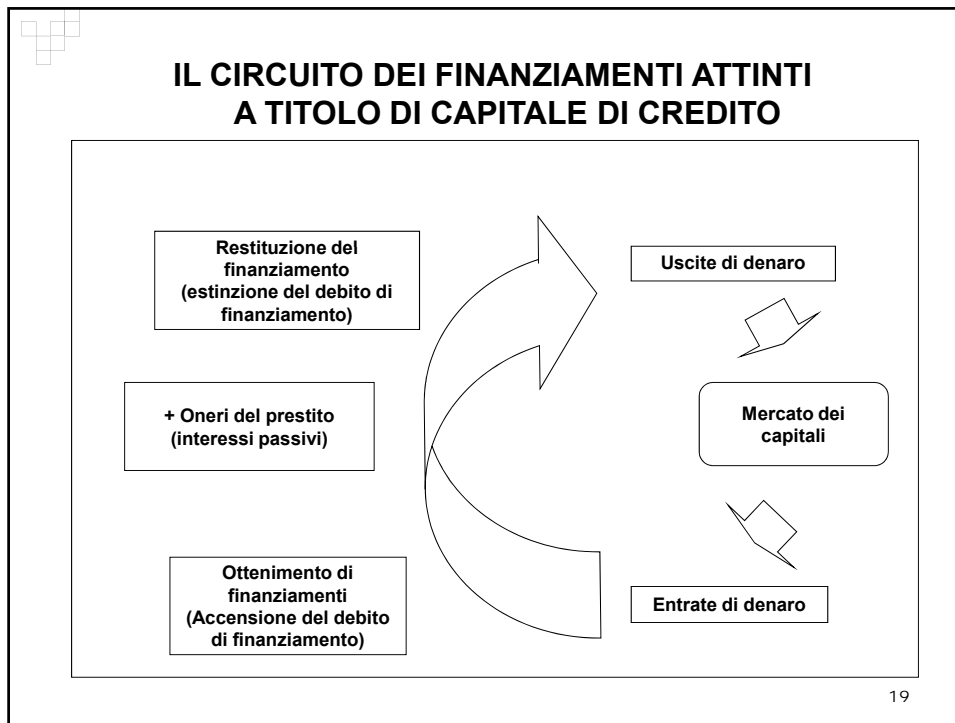 IL CIRCUITO DEI FINANZIAMENTI ATTINTI
A TITOLO DI CAPITALE DI CREDITO
Restituzione del
finanziamento
(estinzione del debito di
finanziamento)
Uscite di denaro
+ Oneri del prestito
(interessi passivi)
Mercato dei
capitali
Ottenimento di
finanziamenti
(Accensione del debito
di finanziamento)
Entrate di denaro
19